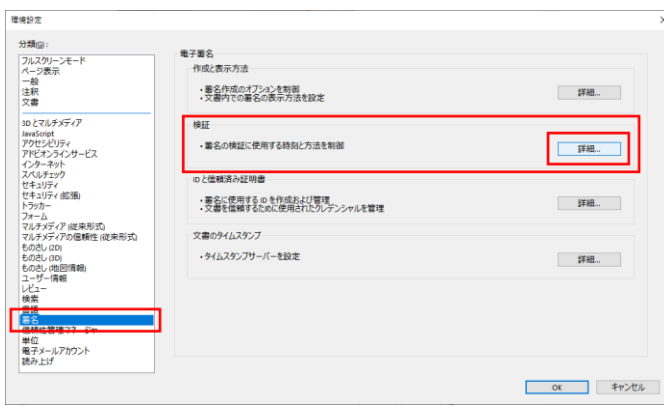 環境設定
分類(G):
フルスクリーンモード
ページ表示
一般
注釈
文書
3D とマルチメディア
JavaScript
アクセシビリティ
アドビオンラインサービス
インターネット
スペルチェック
セキュリティ
セキュリティ (拡張)
トラッカー
フォーム
マルチメディア (従来形式)
マルチメディアの信頼性 (従来形式)
ものさし (2D)
ものさし (3D)
ものさし (地図情報)
ユーザー情報
レビュー
検索
言語
署名
信頼性管理マネージャ
単位
電子メールアカウント
読み上げ
電子署名
作成と表示方法
・署名作成のオプションを制御
・文書内での署名の表示方法を設定
詳細...
検証
・署名の検証に使用する時刻と方法を制御
詳細...
ID と信頼済み証明書
・署名に使用する ID を作成および管理
・文書を信頼するために使用されたクレデンシャルを管理
詳細...
文書のタイムスタンプ
・タイムスタンプサーバーを設定
詳細...
OK
キャンセル